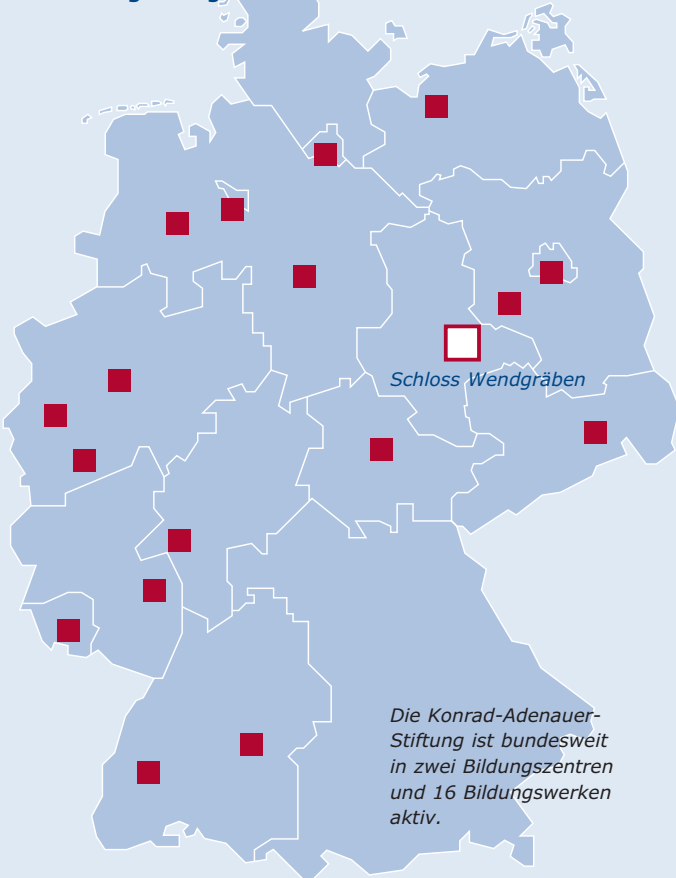 Schloss Wendgräben
Die Konrad-Adenauer-
Stiftung ist bundesweit
in zwei Bildungszentren
und 16 Bildungswerken
aktiv.